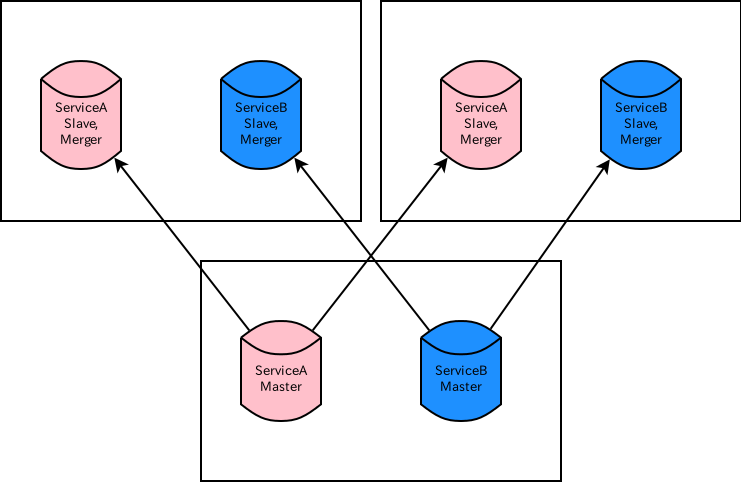 ServiceA
Slave,
Merger
ServiceB
Slave,
Merger
ServiceA
Slave,
Merger
ServiceB
Slave,
Merger
ServiceA
Master
ServiceB
Master